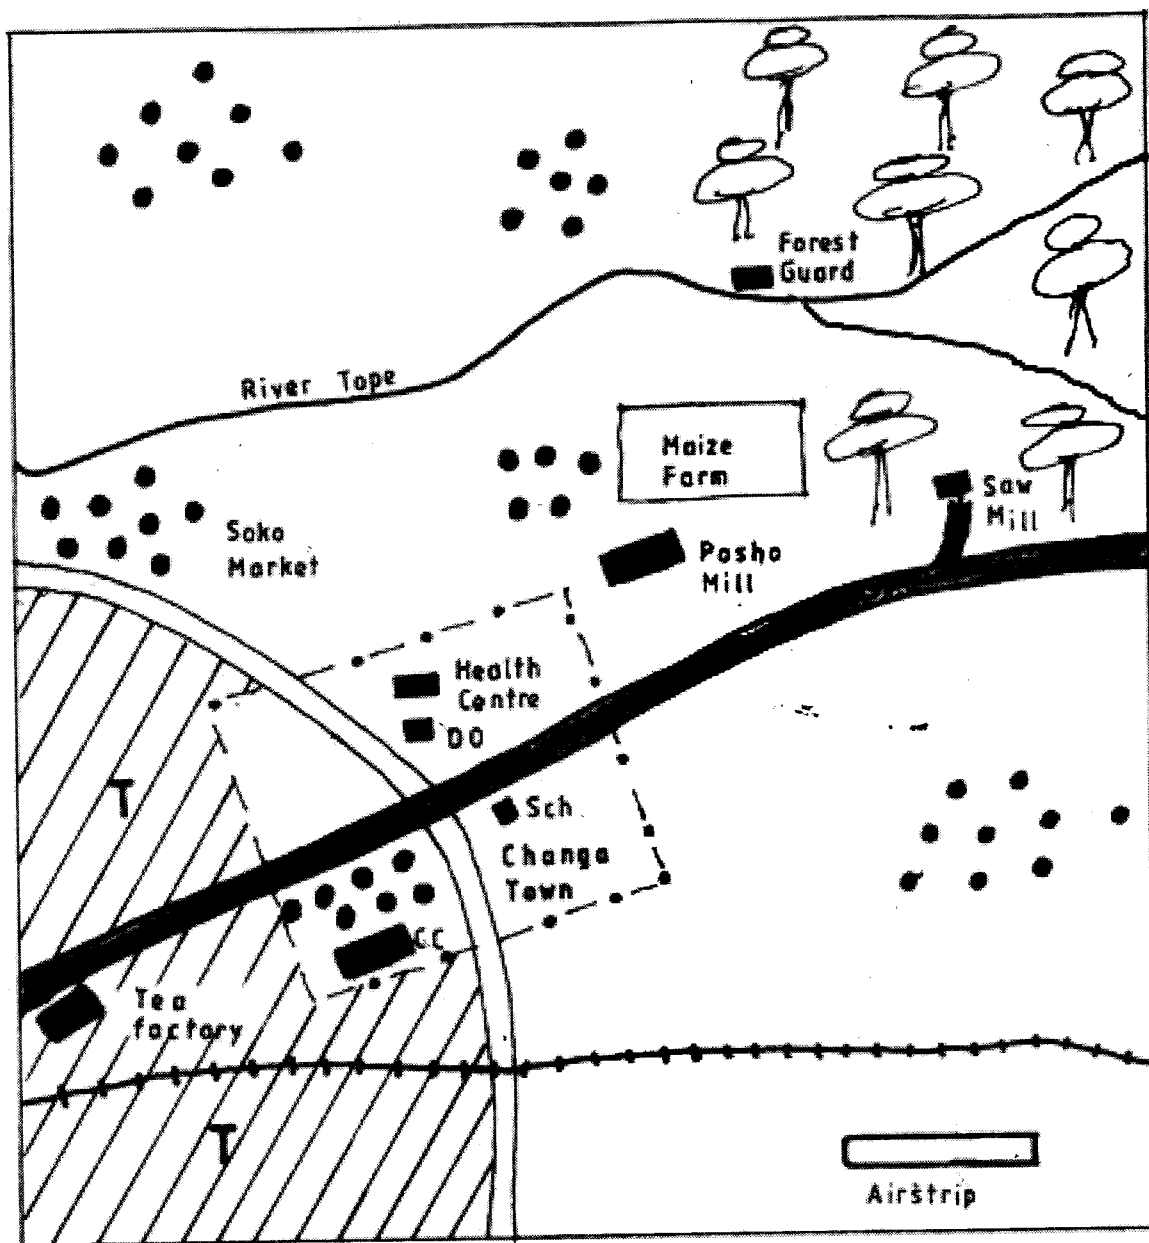 Forest
Guard
River Tope
Maize
Farm
Saw
Mill
Soko
Market
Posho
Mill
Health
Centre
DO
T
Sch
Changa
Town
CC
Tea
factory
T
Airstrip